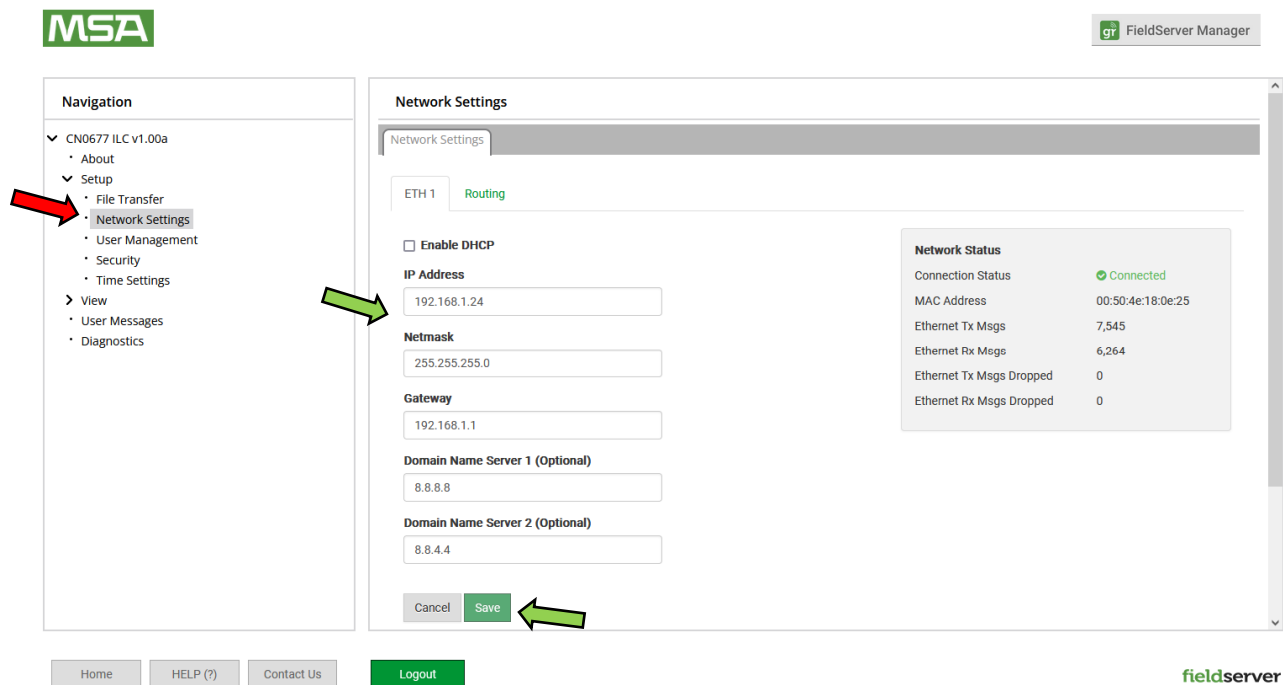 MSA
gr FieldServer Manager
Navigation
CN0677 ILC v1.00a
About
Setup
File Transfer
Network Settings
User Management
Security
Time Settings
View
User Messages
Diagnostics
Network Settings
Network Settings
ETH 1 Routing
Enable DHCP
IP Address
192.168.1.24
Netmask
255.255.255.0
Gateway
192.168.1.1
Domain Name Server 1 (Optional)
8.8.8.8
Domain Name Server 2 (Optional)
8.8.4.4
Cancel Save
Network Status
Connection Status Connected
MAC Address 00:50:4e:18:0e:25
Ethernet Tx Msgs 7,545
Ethernet Rx Msgs 6,264
Ethernet Tx Msgs Dropped 0
Ethernet Rx Msgs Dropped 0
Home HELP (?) Contact Us Logout
fieldserver